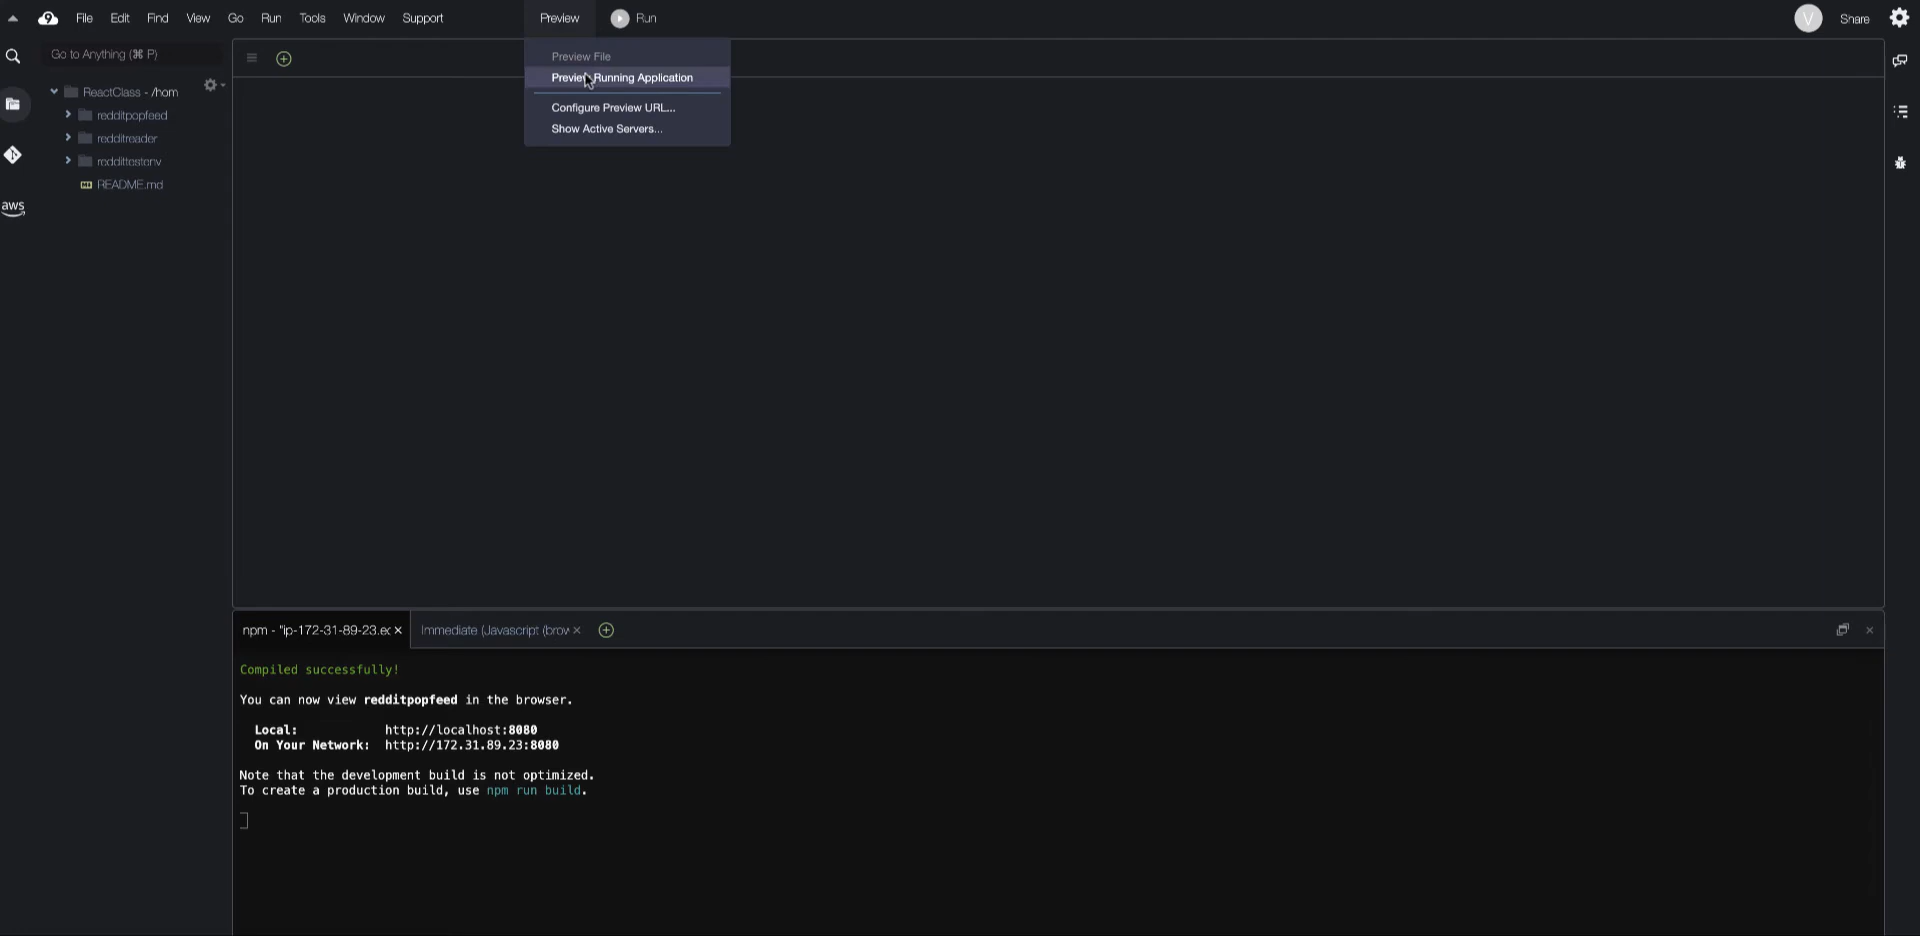 9 File Edit Find View Go Run Tools Window Support Preview Run V Share
Go to Anything (⌘ P)
Preview File
Preview Running Application
Configure Preview URL...
Show Active Servers...
ReactClass - /hom
redditpopfeed
redditreader
reddittestenv
README.md
aws
npm - "ip-172-31-89-23.ec Immediate (Javascript (brow
Compiled successfully!
You can now view redditpopfeed in the browser.
Local: http://localhost:8080
On Your Network: http://172.31.89.23:8080
Note that the development build is not optimized.
To create a production build, use npm run build.